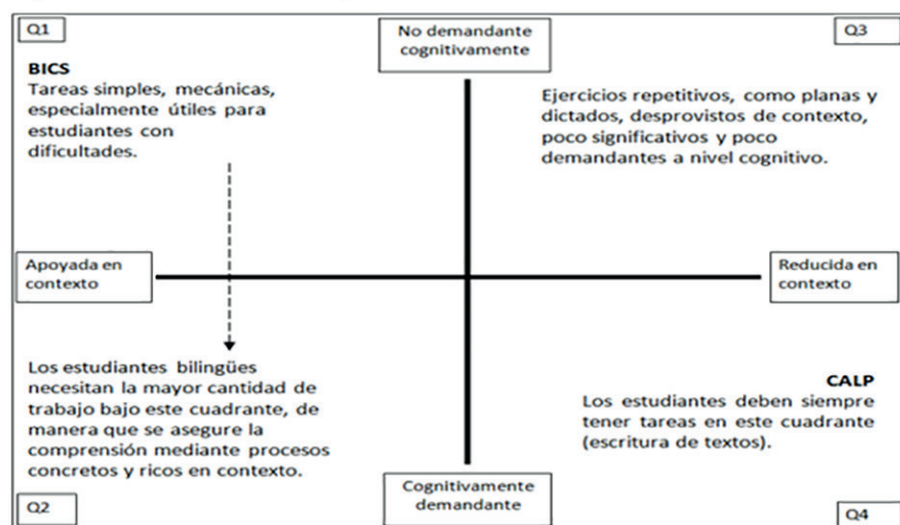 Q1
No demandante
cognitivamente
Q3
BICS
Tareas simples, mecánicas,
especialmente útiles para
estudiantes con
dificultades.
Ejercicios repetitivos, como planas y
dictados, desprovistos de contexto,
poco significativos y poco
demandantes a nivel cognitivo.
Apoyada en
contexto
Reducida en
contexto
Los estudiantes bilingües
necesitan la mayor cantidad de
trabajo bajo este cuadrante, de
manera que se asegure la
comprensión mediante procesos
concretos y ricos en contexto.
CALP
Los estudiantes deben siempre
tener tareas en este cuadrante
(escritura de textos).
Q2
Cognitivamente
demandante
Q4